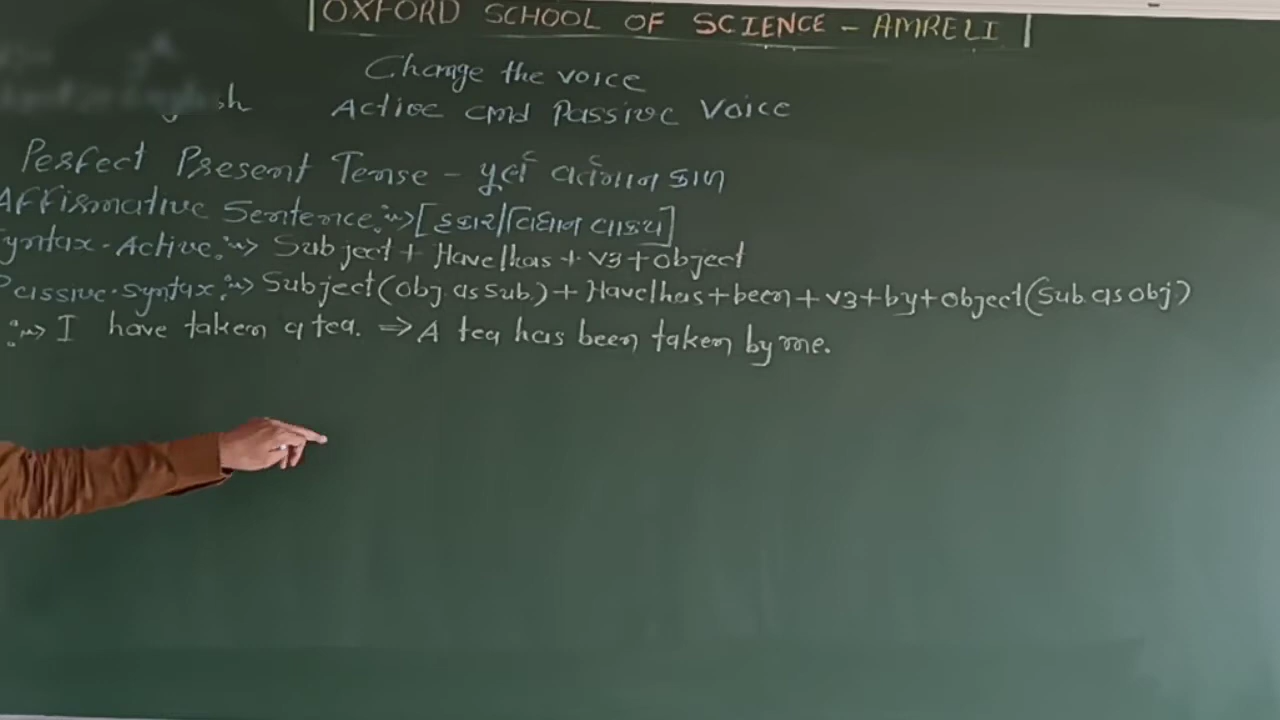 OXFORD SCHOOL OF SCIENCE - AMRELI
Change the voice
Active and Passive Voice
Perfect Present Tense - પૂર્ણ વર્તમાન કાળ
Affirmative Sentence:~> [હકાર/વિધાન વાક્ય]
Syntax-Active:~> Subject + Have/has + V3 + Object
Passive-Syntax:~> Subject (Obj. as Sub.) + Have/has + been + V3 + by + Object (Sub. as Obj)
:~> I have taken a tea. ⇒ A tea has been taken by me.